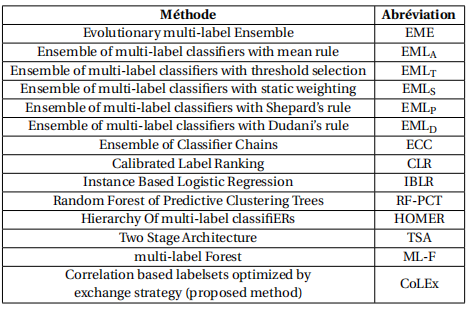 Méthode Abréviation
Evolutionary multi-label Ensemble EME
Ensemble of multi-label classifiers with mean rule EMLA
Ensemble of multi-label classifiers with threshold selection EMLT
Ensemble of multi-label classifiers with static weighting EMLS
Ensemble of multi-label classifiers with Shepard's rule EMLP
Ensemble of multi-label classifiers with Dudani's rule EMLD
Ensemble of Classifier Chains ECC
Calibrated Label Ranking CLR
Instance Based Logistic Regression IBLR
Random Forest of Predictive Clustering Trees RF-PCT
Hierarchy Of multi-label classifiERs HOMER
Two Stage Architecture TSA
multi-label Forest ML-F
Correlation based labelsets optimized by
exchange strategy (proposed method) CoLEx